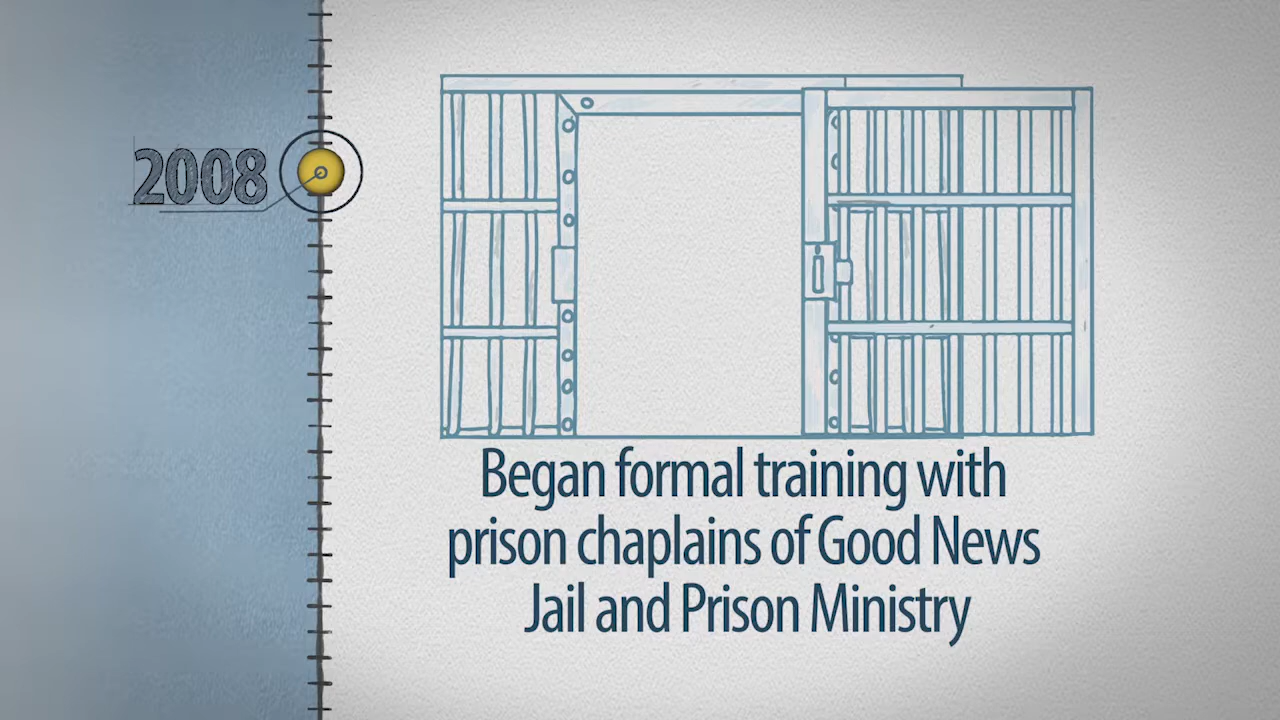 2008
Began formal training with
prison chaplains of Good News
Jail and Prison Ministry